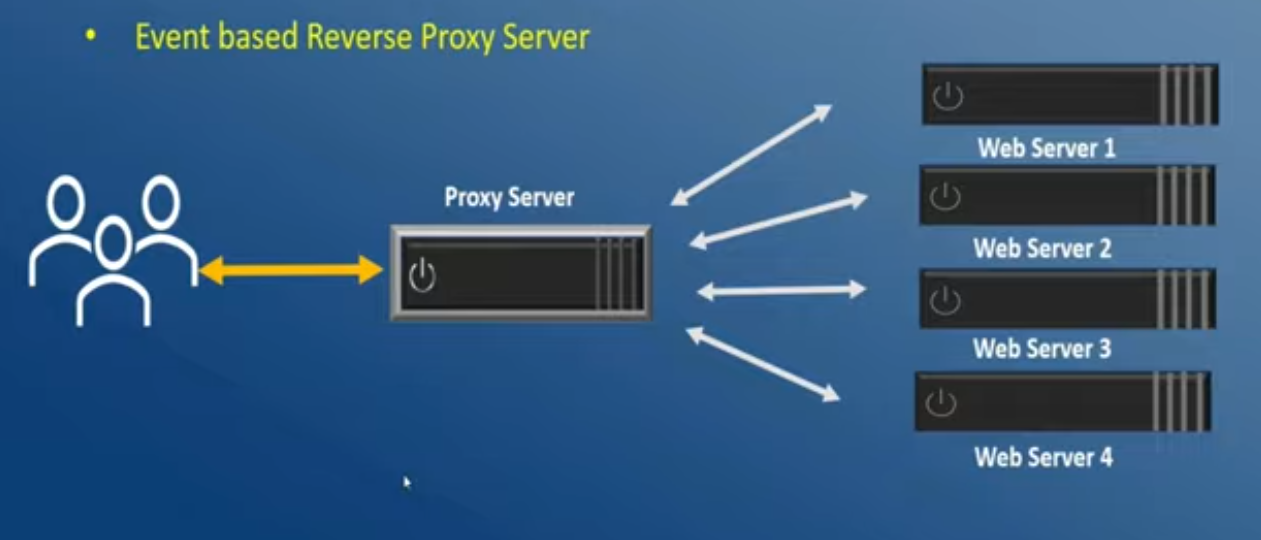 • Event based Reverse Proxy Server
Proxy Server
Web Server 1
Web Server 2
Web Server 3
Web Server 4